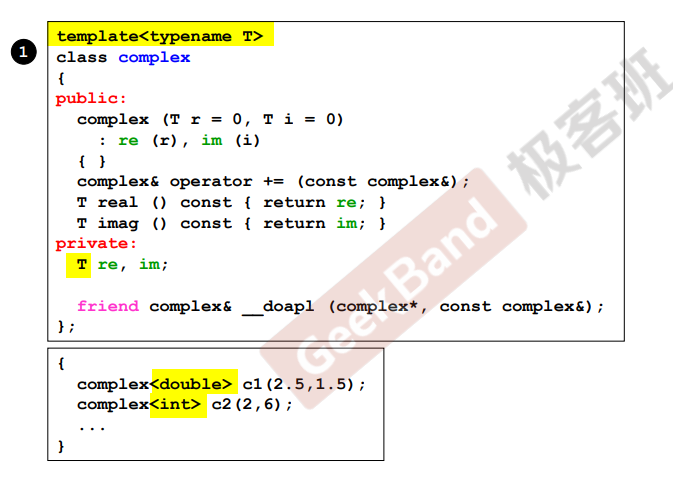 1
template<typename T>
class complex
{
public:
  complex (T r = 0, T i = 0)
    : re (r), im (i)
  { }
  complex& operator += (const complex&);
  T real () const { return re; }
  T imag () const { return im; }
private:
  T re, im;

  friend complex& __doapl (complex*, const complex&);
};
{
  complex<double> c1(2.5,1.5);
  complex<int> c2(2,6);
  ...
}
GeekBand 极客班